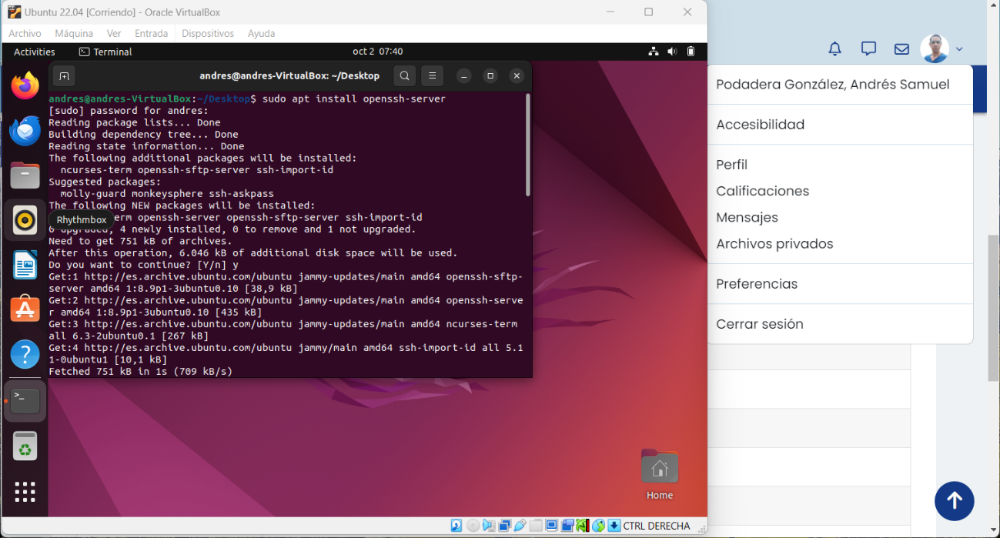 Ubuntu 22.04 [Corriendo] - Oracle VirtualBox
Archivo Máquina Ver Entrada Dispositivos Ayuda
Activities Terminal oct 2 07:40
andres@andres-VirtualBox: ~/Desktop
andres@andres-VirtualBox:~/Desktop$ sudo apt install openssh-server
[sudo] password for andres:
Reading package lists... Done
Building dependency tree... Done
Reading state information... Done
The following additional packages will be installed:
ncurses-term openssh-sftp-server ssh-import-id
Suggested packages:
molly-guard monkeysphere ssh-askpass
The following NEW packages will be installed:
Rhythmbox
erm openssh-server openssh-sftp-server ssh-import-id
0 upgraded, 4 newly installed, 0 to remove and 1 not upgraded.
Need to get 751 kB of archives.
After this operation, 6.046 kB of additional disk space will be used.
Do you want to continue? [Y/n] y
Get:1 http://es.archive.ubuntu.com/ubuntu jammy-updates/main amd64 openssh-sftp-
server amd64 1:8.9p1-3ubuntu0.10 [38,9 kB]
Get:2 http://es.archive.ubuntu.com/ubuntu jammy-updates/main amd64 openssh-serve
r amd64 1:8.9p1-3ubuntu0.10 [435 kB]
Get:3 http://es.archive.ubuntu.com/ubuntu jammy-updates/main amd64 ncurses-term
all 6.3-2ubuntu0.1 [267 kB]
Get:4 http://es.archive.ubuntu.com/ubuntu jammy/main amd64 ssh-import-id all 5.1
1-0ubuntu1 [10,1 kB]
Fetched 751 kB in 1s (709 kB/s)
Home
CTRL DERECHA
Podadera González, Andrés Samuel
Accesibilidad
Perfil
Calificaciones
Mensajes
Archivos privados
Preferencias
Cerrar sesión